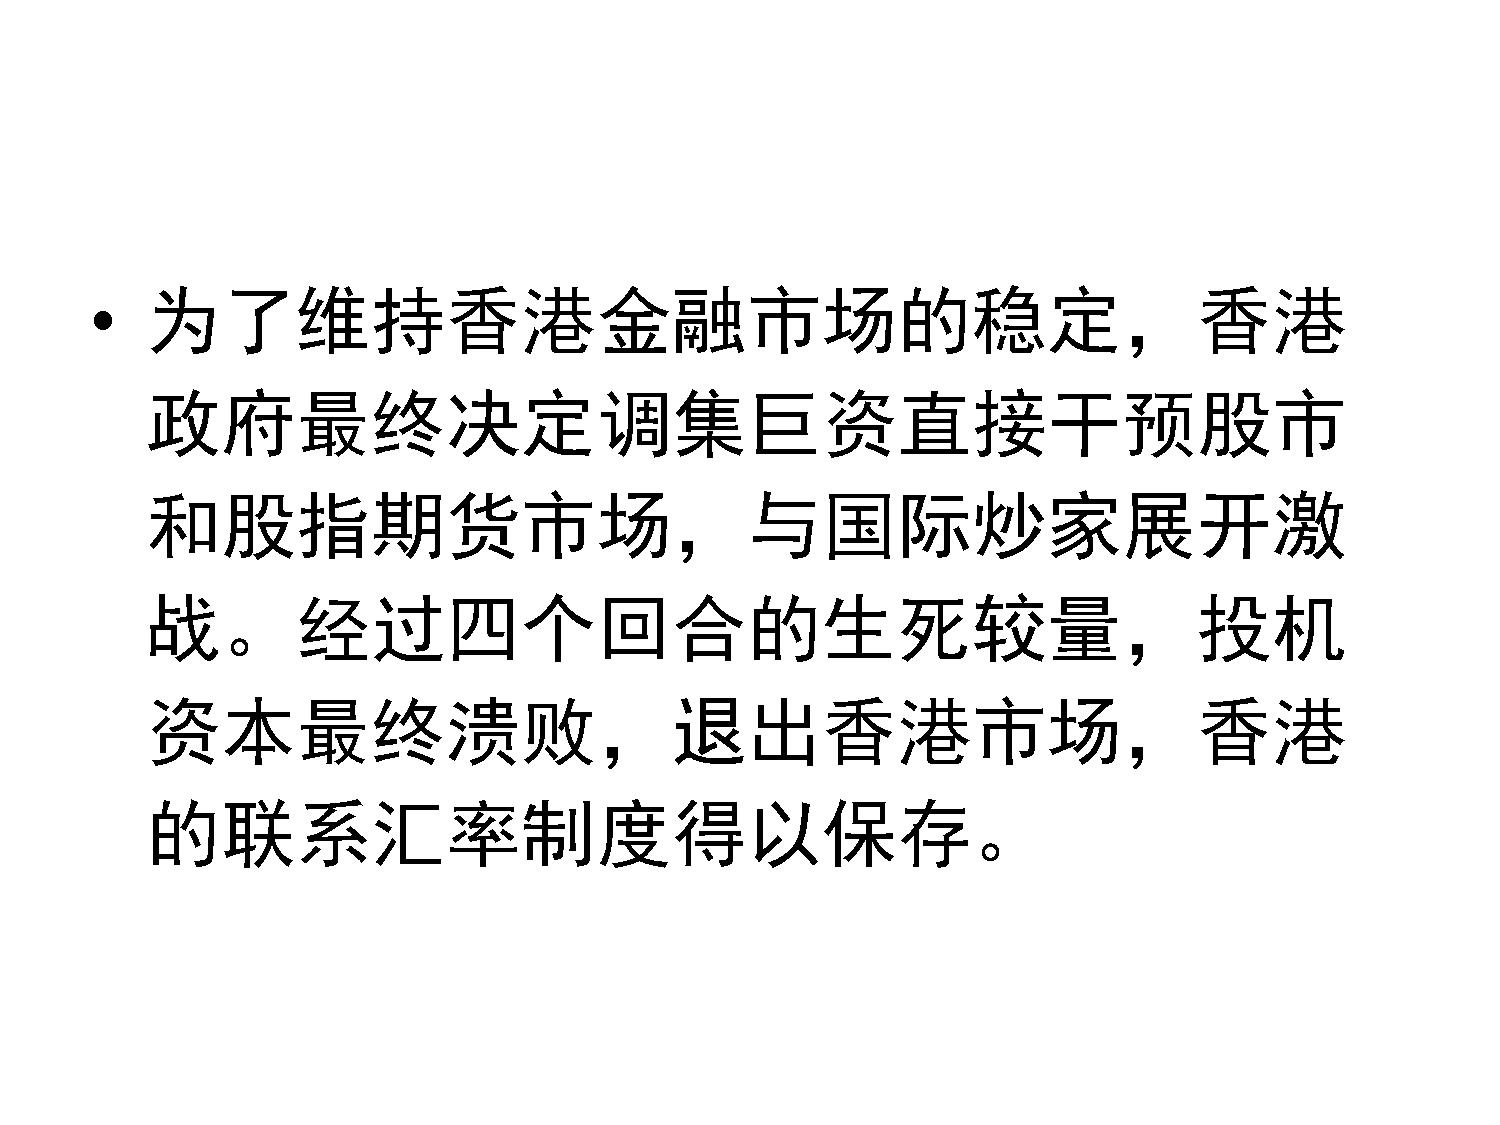 • 为了维持香港金融市场的稳定，香港
政府最终决定调集巨资直接干预股市
和股指期货市场，与国际炒家展开激
战。经过四个回合的生死较量，投机
资本最终溃败，退出香港市场，香港
的联系汇率制度得以保存。